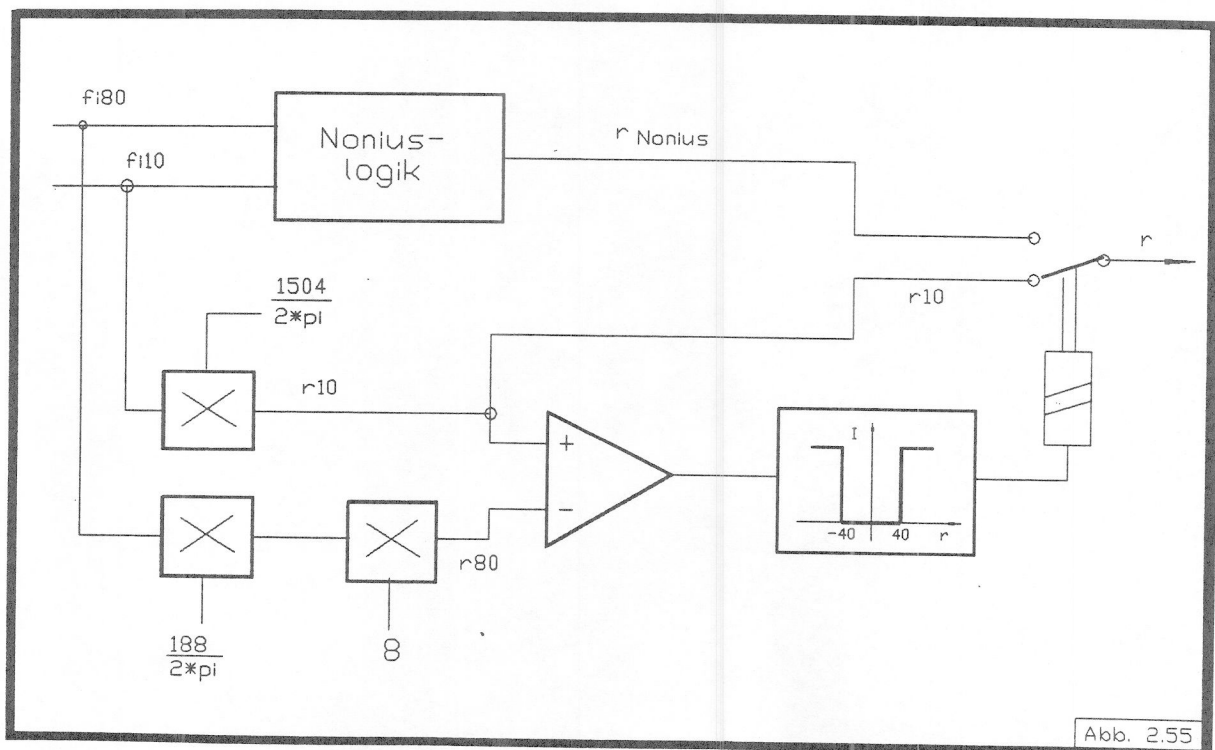 fi80
Nonius-
logik
r Nonius
fi10
r
1504
2*pi
r10
r10
+
I
-
-40
40
r
r80
188
2*pi
8
Abb. 2.55